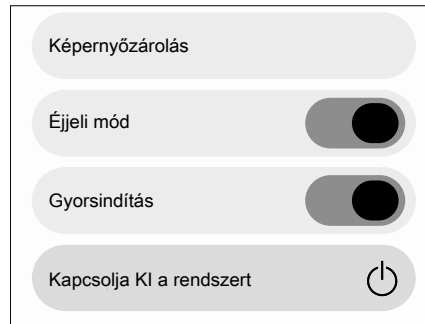 Képernyőzárolás
Éjjeli mód
Gyorsindítás
Kapcsolja KI a rendszert